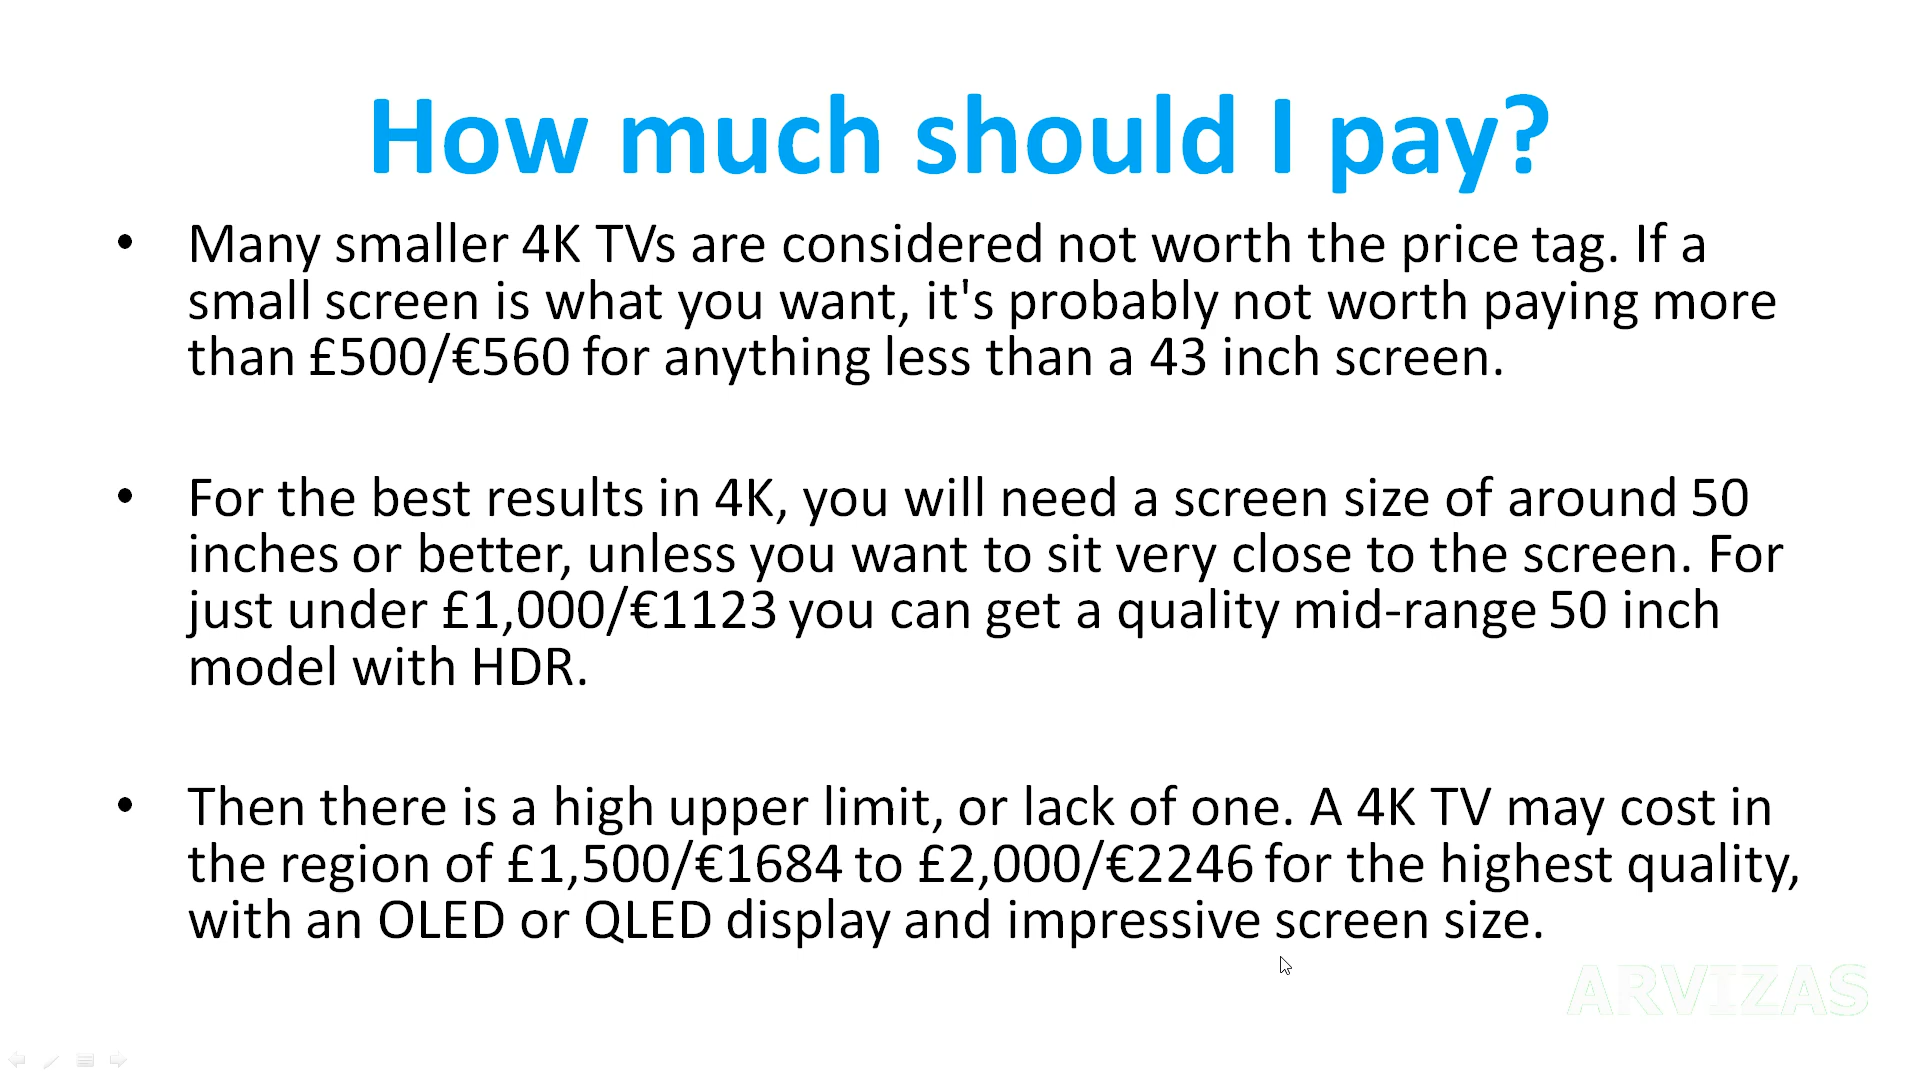 How much should I pay?
• Many smaller 4K TVs are considered not worth the price tag. If a
small screen is what you want, it's probably not worth paying more
than £500/€560 for anything less than a 43 inch screen.
• For the best results in 4K, you will need a screen size of around 50
inches or better, unless you want to sit very close to the screen. For
just under £1,000/€1123 you can get a quality mid-range 50 inch
model with HDR.
• Then there is a high upper limit, or lack of one. A 4K TV may cost in
the region of £1,500/€1684 to £2,000/€2246 for the highest quality,
with an OLED or QLED display and impressive screen size.
ARVIZAS